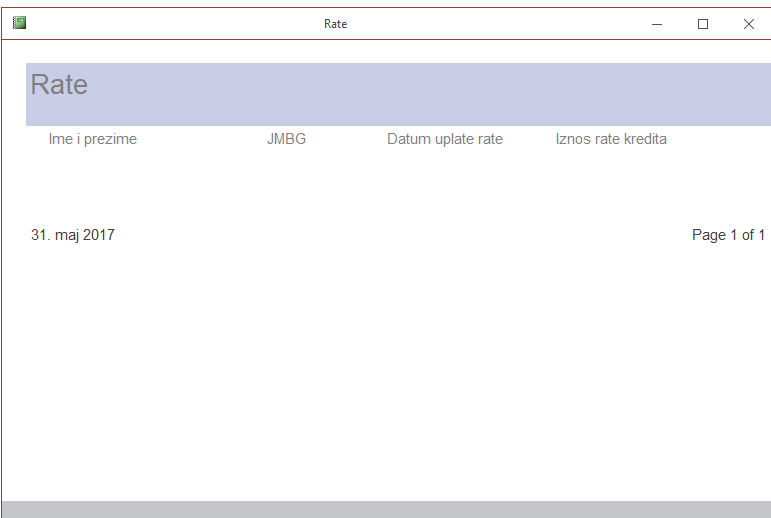 Rate
Rate
Ime i prezime JMBG Datum uplate rate Iznos rate kredita
31. maj 2017 Page 1 of 1